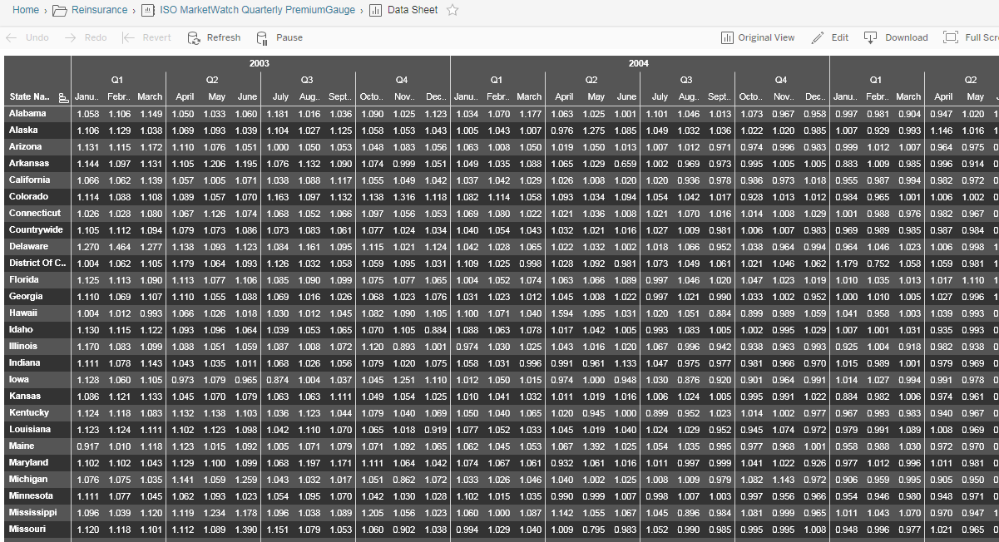 Home › Reinsurance › ISO MarketWatch Quarterly PremiumGauge › Data Sheet
Undo Redo Revert Refresh Pause Original View Edit Download Full Scr
2003 2004
Q1 Q2 Q3 Q4 Q1 Q2 Q3 Q4 Q1 Q2
State Na.. Janu.. Febr.. March April May June July Aug.. Sept.. Octo.. Nov.. Dec.. Janu.. Febr.. March April May June July Aug.. Sept.. Octo.. Nov.. Dec.. Janu.. Febr.. March April May
Alabama 1.058 1.106 1.149 1.050 1.033 1.060 1.181 1.016 1.036 1.090 1.025 1.123 1.034 1.070 1.177 1.063 1.025 1.001 1.101 1.046 1.013 1.073 0.967 0.958 0.997 0.981 0.904 0.947 1.020
Alaska 1.106 1.129 1.038 1.069 1.093 1.039 1.104 1.027 1.125 1.058 1.053 1.043 1.005 1.043 1.007 0.976 1.275 1.085 1.049 1.032 1.036 1.022 1.020 0.985 1.007 0.929 0.993 1.146 1.016
Arizona 1.131 1.115 1.172 1.110 1.076 1.051 1.000 1.050 1.053 1.048 1.083 1.056 1.063 1.008 1.050 1.019 1.050 1.013 1.007 1.012 0.971 0.974 0.996 0.983 0.999 1.012 1.007 0.964 0.975
Arkansas 1.144 1.097 1.131 1.105 1.206 1.195 1.076 1.132 1.090 1.074 0.999 1.051 1.049 1.035 1.088 1.065 1.029 0.659 1.002 0.969 0.973 0.995 1.005 1.005 0.883 1.009 0.985 0.996 0.914
California 1.066 1.062 1.139 1.057 1.005 1.071 1.038 1.088 1.117 1.055 1.049 1.042 1.037 1.042 1.029 1.026 1.008 1.020 1.020 0.936 0.978 0.986 0.973 1.018 0.955 0.987 0.994 0.982 0.972
Colorado 1.114 1.088 1.108 1.089 1.057 1.070 1.163 1.097 1.132 1.138 1.316 1.118 1.082 1.114 1.058 1.093 1.034 1.094 1.054 1.042 1.017 0.928 1.013 1.012 0.984 0.965 1.001 1.006 1.002
Connecticut 1.026 1.028 1.080 1.067 1.126 1.074 1.068 1.052 1.066 1.097 1.056 1.053 1.069 1.080 1.022 1.021 1.036 1.008 1.021 1.070 1.016 1.014 1.008 1.029 1.001 0.988 0.976 0.982 0.967
Countrywide 1.105 1.112 1.094 1.079 1.073 1.086 1.073 1.083 1.061 1.077 1.024 1.034 1.040 1.054 1.043 1.032 1.021 1.016 1.027 1.009 0.981 1.006 1.007 0.983 0.969 0.989 0.985 0.987 0.984
Delaware 1.270 1.464 1.277 1.138 1.093 1.123 1.084 1.161 1.095 1.115 1.021 1.124 1.042 1.028 1.065 1.022 1.032 1.002 1.018 1.066 0.952 1.038 0.964 0.994 0.964 1.046 1.023 1.006 0.998
District Of C.. 1.004 1.062 1.105 1.179 1.064 1.093 1.126 1.032 1.058 1.059 1.095 1.031 1.109 1.025 0.998 1.028 1.092 0.981 1.073 1.049 1.061 1.021 1.046 1.062 1.179 0.752 1.058 1.059 0.981
Florida 1.125 1.113 1.090 1.113 1.077 1.106 1.085 1.090 1.099 1.075 1.077 1.065 1.004 1.052 1.074 1.063 1.066 1.089 0.997 1.046 1.020 1.047 1.023 1.019 1.010 1.035 1.013 1.017 1.110
Georgia 1.110 1.069 1.107 1.110 1.055 1.088 1.069 1.016 1.026 1.068 1.023 1.076 1.031 1.023 1.012 1.045 1.008 1.022 0.997 1.021 0.990 1.033 1.002 0.952 1.000 1.010 1.005 1.027 0.996
Hawaii 1.004 1.012 0.993 1.066 1.026 1.018 1.030 1.012 1.045 1.082 1.090 1.105 1.100 1.071 1.040 1.594 1.095 1.031 1.020 1.051 0.884 0.899 0.989 1.059 1.041 0.958 1.003 1.039 0.993
Idaho 1.130 1.115 1.122 1.093 1.096 1.064 1.039 1.053 1.065 1.070 1.105 0.884 1.088 1.063 1.078 1.017 1.042 1.005 0.993 1.083 1.005 1.002 0.995 1.029 1.007 1.001 1.031 0.935 0.993
Illinois 1.170 1.083 1.099 1.088 1.051 1.059 1.087 1.008 1.072 1.120 0.893 1.001 0.974 1.030 1.025 1.043 1.016 1.020 1.067 0.996 0.942 0.938 0.963 0.993 0.925 1.004 0.918 0.982 0.938
Indiana 1.111 1.078 1.143 1.043 1.035 1.011 1.068 1.026 1.056 1.079 1.020 1.075 1.058 1.031 0.996 0.991 0.961 1.133 1.047 0.975 0.977 0.981 0.966 0.970 1.015 0.989 1.001 0.979 0.969
Iowa 1.128 1.060 1.105 0.973 1.079 0.965 0.874 1.004 1.037 1.045 1.251 1.110 1.012 1.050 1.015 0.974 1.000 0.948 1.030 0.876 0.920 0.901 0.964 0.991 1.014 1.027 0.994 0.991 0.978
Kansas 1.086 1.121 1.133 1.045 1.070 1.079 1.063 1.063 1.111 1.049 1.054 1.025 1.010 1.041 1.032 1.011 1.019 1.016 1.006 1.024 1.005 0.995 0.991 1.022 0.884 0.982 1.006 0.974 0.961
Kentucky 1.124 1.118 1.083 1.132 1.138 1.103 1.036 1.123 1.044 1.079 1.040 1.069 1.050 1.040 1.065 1.020 0.945 1.000 0.899 0.952 1.023 1.014 1.002 0.977 0.967 0.993 0.983 0.940 0.967
Louisiana 1.123 1.124 1.111 1.102 1.123 1.098 1.042 1.110 1.070 1.065 1.018 0.919 1.077 1.052 1.033 1.045 1.019 1.040 1.024 1.029 0.952 0.945 1.074 0.972 0.979 0.991 1.089 1.008 0.969
Maine 0.917 1.010 1.118 1.123 1.015 1.092 1.005 1.071 1.079 1.071 1.092 1.065 1.062 1.045 1.053 1.067 1.392 1.025 1.054 1.035 0.995 0.977 0.968 1.001 0.958 0.988 1.030 0.972 0.970
Maryland 1.102 1.102 1.043 1.129 1.100 1.099 1.068 1.197 1.171 1.111 1.064 1.042 1.074 1.067 1.061 0.932 1.061 1.016 1.011 0.997 0.999 1.041 1.022 0.926 0.977 1.012 0.996 1.011 0.981
Michigan 1.076 1.075 1.035 1.141 1.059 1.259 1.043 1.032 1.017 1.051 0.862 1.072 1.033 1.026 1.046 1.040 1.002 1.025 1.008 1.009 0.979 1.082 1.143 0.972 0.906 0.959 0.995 0.905 0.950
Minnesota 1.111 1.077 1.045 1.062 1.093 1.023 1.054 1.095 1.070 1.042 1.030 1.028 1.102 1.015 1.035 0.990 0.999 1.007 0.998 1.007 1.003 0.997 0.956 0.966 0.954 0.946 0.980 0.948 0.971
Mississippi 1.096 1.039 1.120 1.119 1.234 1.178 1.096 1.038 1.089 1.205 1.056 1.023 1.060 1.000 1.087 1.142 1.055 1.067 1.045 0.896 0.984 1.081 0.999 0.965 1.011 1.043 1.070 0.970 0.947
Missouri 1.120 1.118 1.101 1.112 1.089 1.390 1.151 1.079 1.053 1.060 0.902 1.038 0.994 1.029 1.040 1.009 0.795 0.983 1.052 0.990 0.985 0.995 0.995 1.008 0.948 0.996 0.977 1.021 0.965